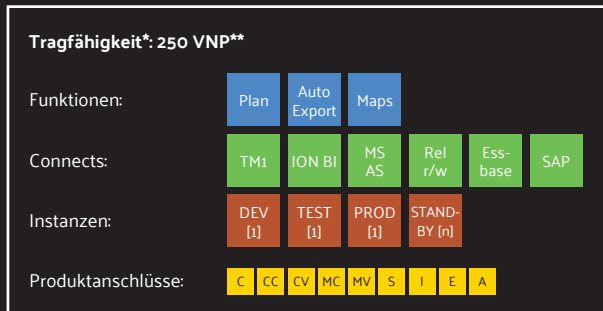 Tragfähigkeit*: 250 VNP**
Funktionen:
Plan
Auto
Export
Maps
Connects:
TM1
ION BI
MS
AS
Rel
r/w
Ess-
base
SAP
Instanzen:
DEV
[1]
TEST
[1]
PROD
[1]
STAND-
BY [n]
Produktanschlüsse:
C CC CV MC MV S I E A